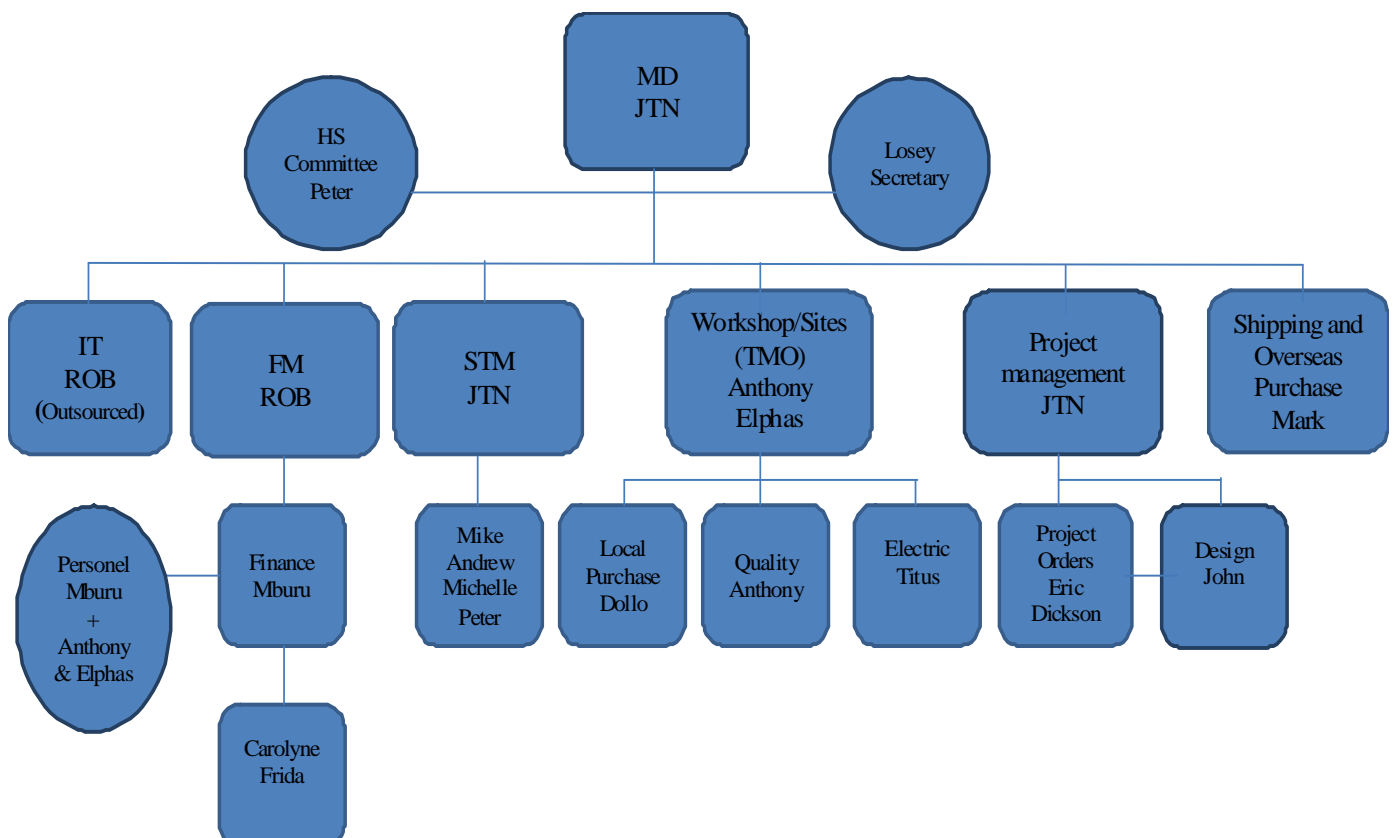 MD
JTN
HS
Committee
Peter
Losey
Secretary
IT
ROB
(Outsourced)
FM
ROB
STM
JTN
Workshop/Sites
(TMO)
Anthony
Elphas
Project
management
JTN
Shipping and
Overseas
Purchase
Mark
Personel
Mburu
+
Anthony
& Elphas
Finance
Mburu
Mike
Andrew
Michelle
Peter
Local
Purchase
Dollo
Quality
Anthony
Electric
Titus
Project
Orders
Eric
Dickson
Design
John
Carolyne
Frida